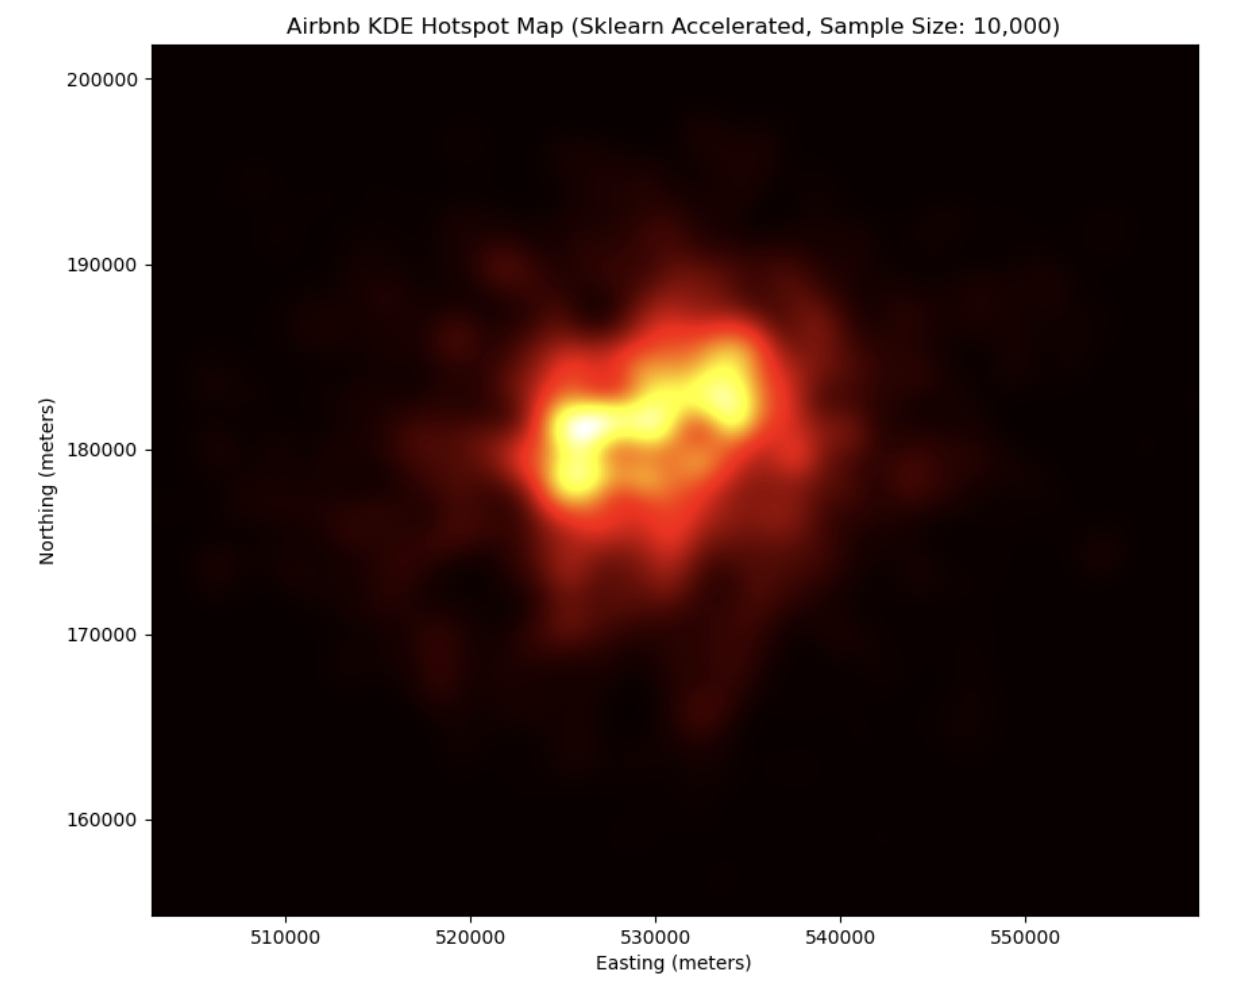 Airbnb KDE Hotspot Map (Sklearn Accelerated, Sample Size: 10,000)
200000
190000
180000
170000
160000
Northing (meters)
510000 520000 530000 540000 550000
Easting (meters)